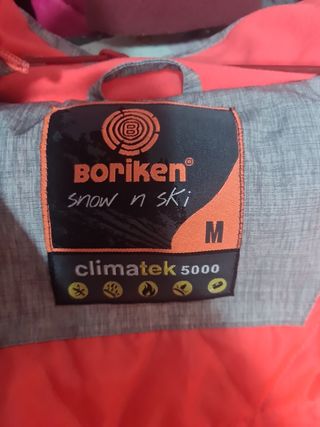 B
BORIKEN®
snow n ski
M
climatek 5000